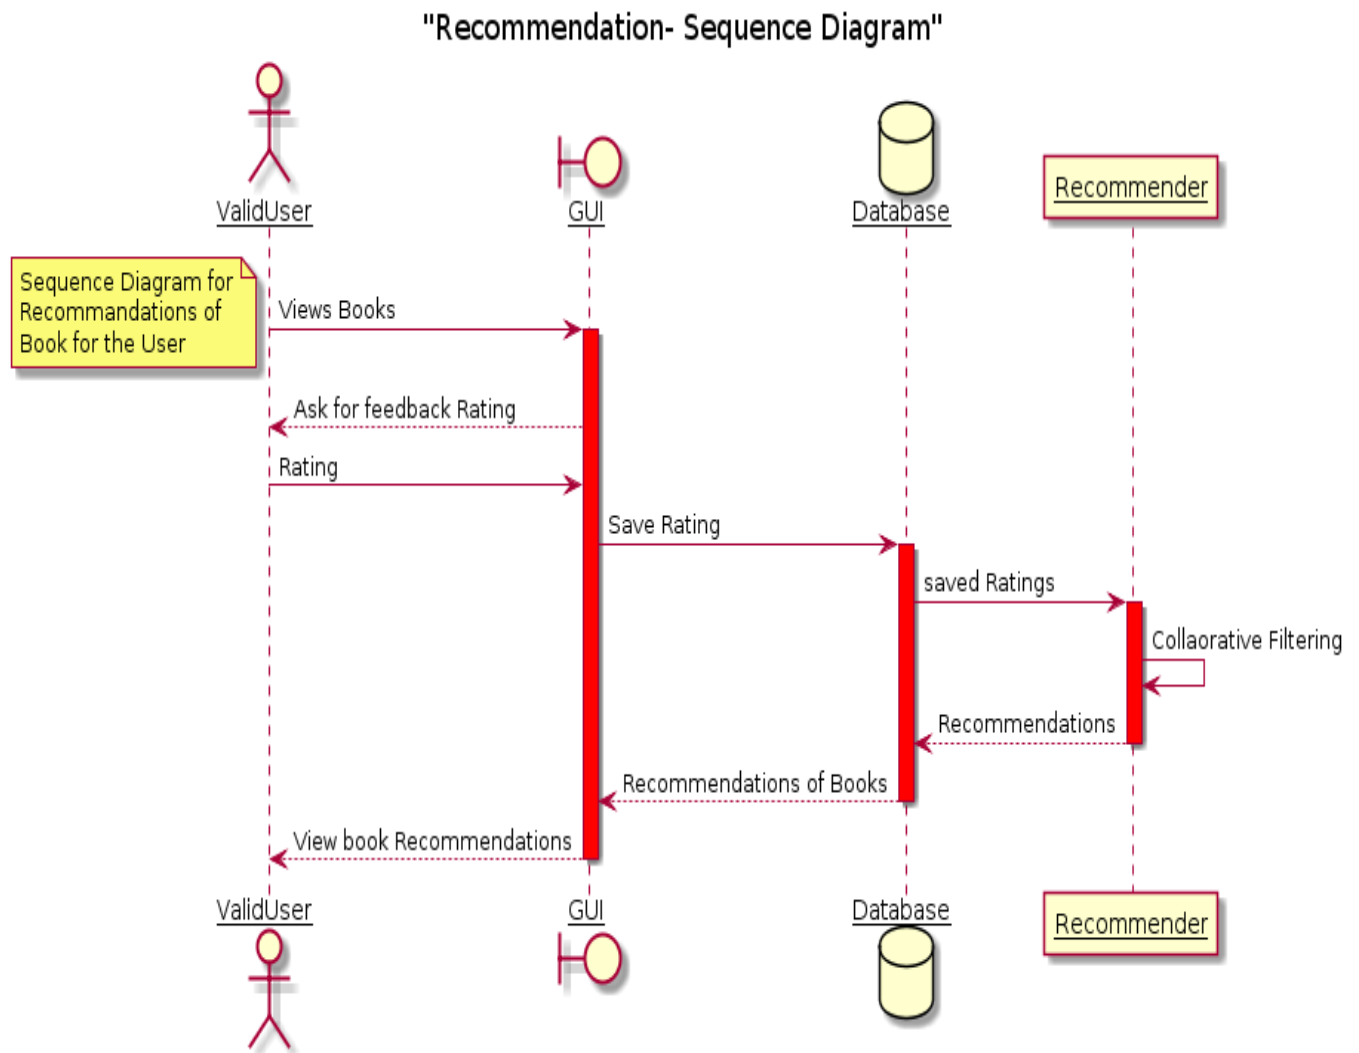 "Recommendation- Sequence Diagram"
ValidUser
GUI
Database
Recommender
Sequence Diagram for
Recommandations of
Book for the User
Views Books
Ask for feedback Rating
Rating
Save Rating
saved Ratings
Collaorative Filtering
Recommendations
Recommendations of Books
View book Recommendations
ValidUser
GUI
Database
Recommender